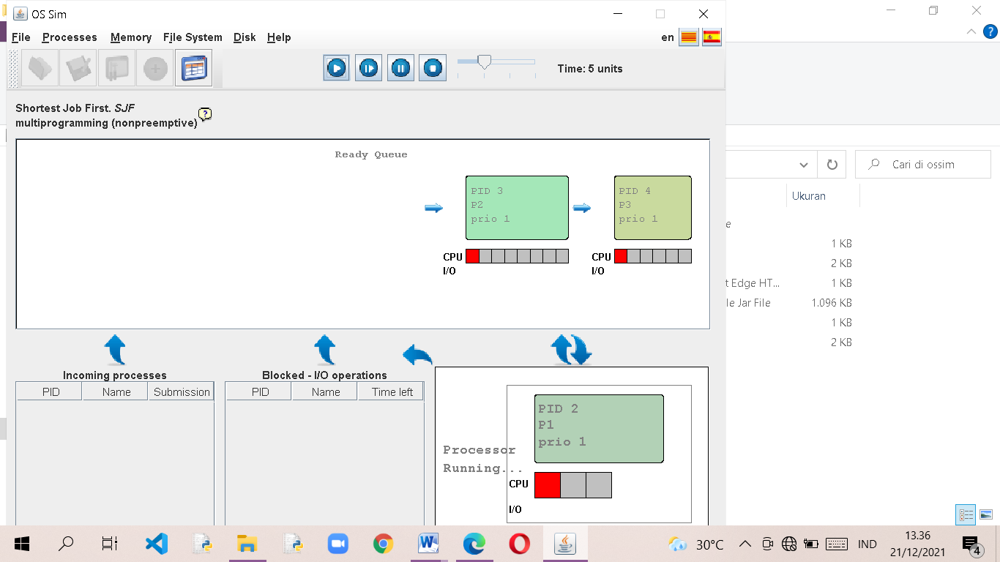 OS Sim
File Processes Memory File System Disk Help
en
Time: 5 units
Shortest Job First. SJF
multiprogramming (nonpreemptive)
?
Ready Queue
PID 3
P2
prio 1
CPU
I/O
PID 4
P3
prio 1
CPU
I/O
Incoming processes
PID Name Submission
Blocked - I/O operations
PID Name Time left
Processor
Running...
PID 2
P1
prio 1
CPU
I/O
?
Cari di ossim
Ukuran
e
1 KB
2 KB
t Edge HT... 1 KB
le Jar File 1.096 KB
1 KB
2 KB
30°C
IND
13.36
21/12/2021
4